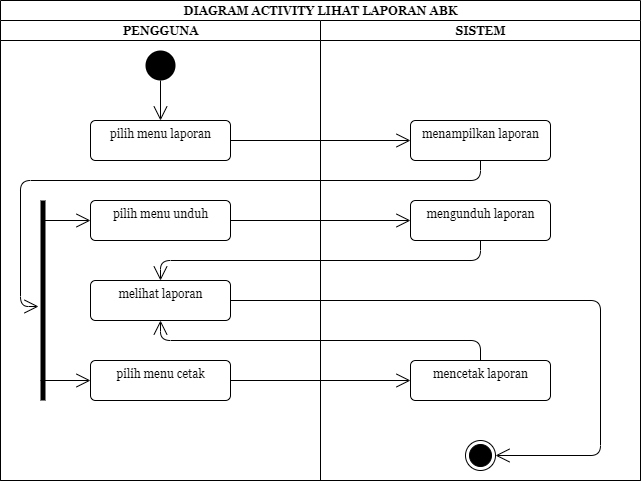 DIAGRAM ACTIVITY LIHAT LAPORAN ABK
PENGGUNA
SISTEM
pilih menu laporan
menampilkan laporan
pilih menu unduh
mengunduh laporan
melihat laporan
pilih menu cetak
mencetak laporan